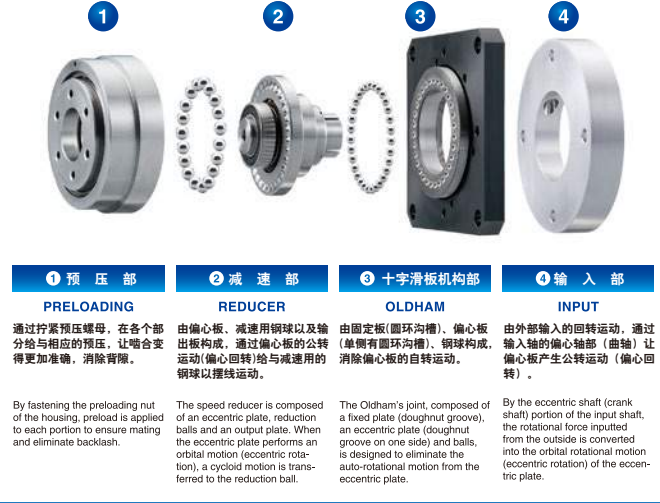 1
2
3
4
1 预 压 部
PRELOADING
通过拧紧预压螺母，在各个部
分给与相应的预压，让啮合变
得更加准确，消除背隙。
By fastening the preloading nut
of the housing, preload is applied
to each portion to ensure mating
and eliminate backlash.
2 减 速 部
REDUCER
由偏心板、减速用钢球以及输
出板构成，通过偏心板的公转
运动(偏心回转)给与减速用的
钢球以摆线运动。
The speed reducer is composed
of an eccentric plate, reduction
balls and an output plate. When
the eccentric plate performs an
orbital motion (eccentric rota-
tion), a cycloid motion is trans-
ferred to the reduction ball.
3 十字滑板机构部
OLDHAM
由固定板(圆环沟槽)、偏心板
(单侧有圆环沟槽)、钢球构成，
消除偏心板的自转运动。
The Oldham's joint, composed of
a fixed plate (doughnut groove),
an eccentric plate (doughnut
groove on one side) and balls,
is designed to eliminate the
auto-rotational motion from the
eccentric plate.
4 输 入 部
INPUT
由外部输入的回转运动，通过
输入轴的偏心轴部（曲轴）让
偏心板产生公转运动（偏心回
转）。
By the eccentric shaft (crank
shaft) portion of the input shaft,
the rotational force inputted
from the outside is converted
into the orbital rotational motion
(eccentric rotation) of the eccen-
tric plate.